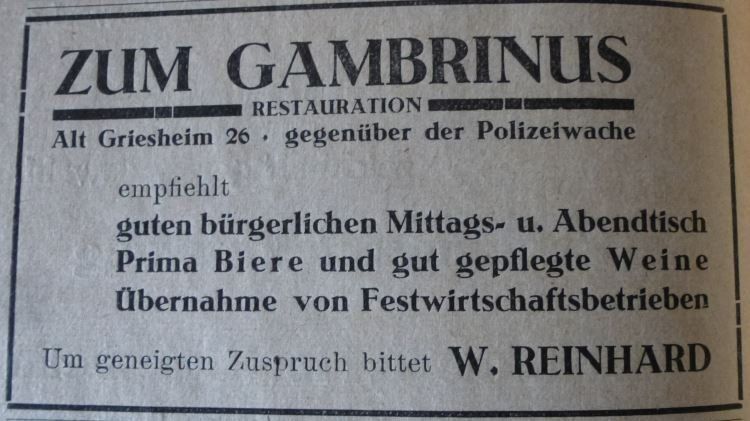 ZUM GAMBRINUS
RESTAURATION
Alt Griesheim 26 · gegenüber der Polizeiwache
empfiehlt
guten bürgerlichen Mittags- u. Abendtisch
Prima Biere und gut gepflegte Weine
Übernahme von Festwirtschaftsbetrieben
Um geneigten Zuspruch bittet W. REINHARD